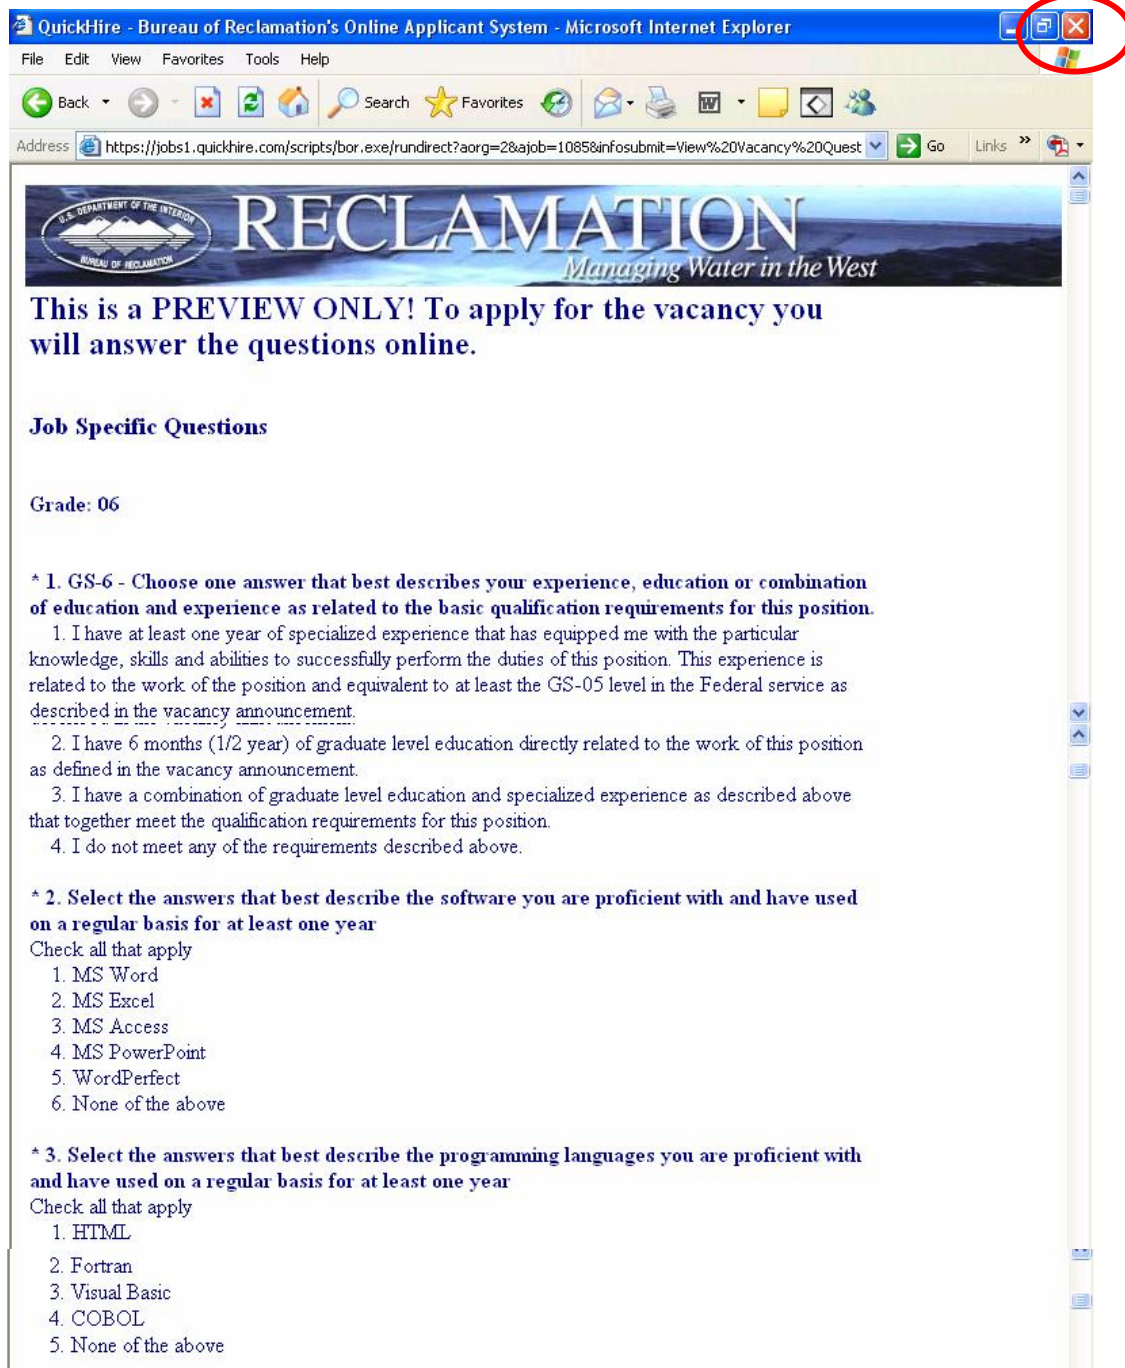 QuickHire - Bureau of Reclamation's Online Applicant System - Microsoft Internet Explorer
File Edit View Favorites Tools Help
Back Search Favorites
Address https://jobs1.quickhire.com/scripts/bor.exe/rundirect?aorg=2&ajob=1085&infosubmit=View%20Vacancy%20Quest Go Links »
U.S. DEPARTMENT OF THE INTERIOR
BUREAU OF RECLAMATION
RECLAMATION
Managing Water in the West
This is a PREVIEW ONLY! To apply for the vacancy you
will answer the questions online.
Job Specific Questions
Grade: 06
* 1. GS-6 - Choose one answer that best describes your experience, education or combination
of education and experience as related to the basic qualification requirements for this position.
1. I have at least one year of specialized experience that has equipped me with the particular
knowledge, skills and abilities to successfully perform the duties of this position. This experience is
related to the work of the position and equivalent to at least the GS-05 level in the Federal service as
described in the vacancy announcement.
2. I have 6 months (1/2 year) of graduate level education directly related to the work of this position
as defined in the vacancy announcement.
3. I have a combination of graduate level education and specialized experience as described above
that together meet the qualification requirements for this position.
4. I do not meet any of the requirements described above.
* 2. Select the answers that best describe the software you are proficient with and have used
on a regular basis for at least one year
Check all that apply
1. MS Word
2. MS Excel
3. MS Access
4. MS PowerPoint
5. WordPerfect
6. None of the above
* 3. Select the answers that best describe the programming languages you are proficient with
and have used on a regular basis for at least one year
Check all that apply
1. HTML
2. Fortran
3. Visual Basic
4. COBOL
5. None of the above